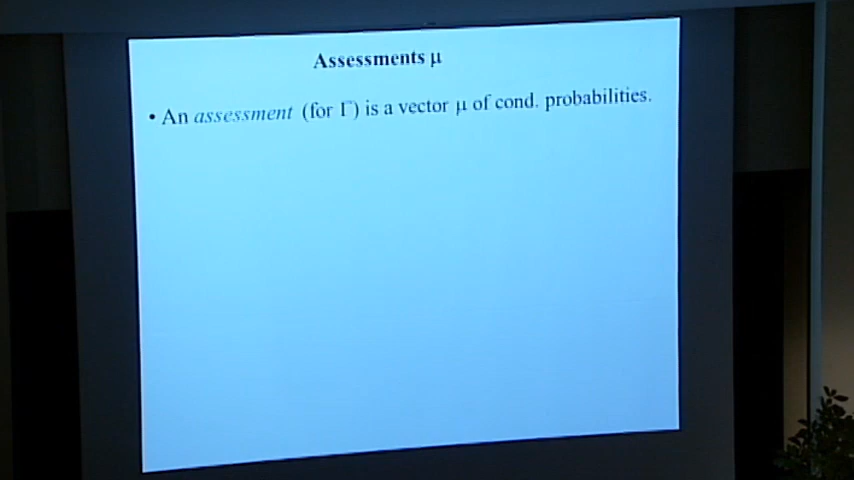 Assessments μ
• An assessment (for Γ) is a vector μ of cond. probabilities.